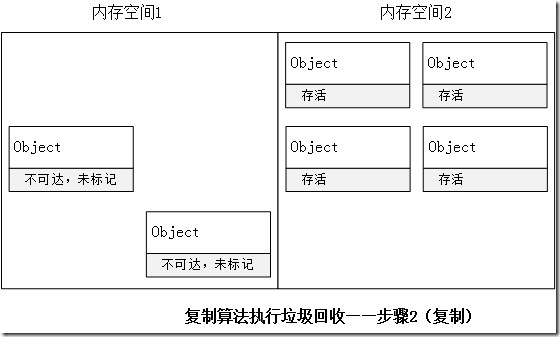 内存空间1
内存空间2
Object
存活
Object
存活
Object
不可达，未标记
Object
存活
Object
存活
Object
不可达，未标记
复制算法执行垃圾回收——步骤2（复制）